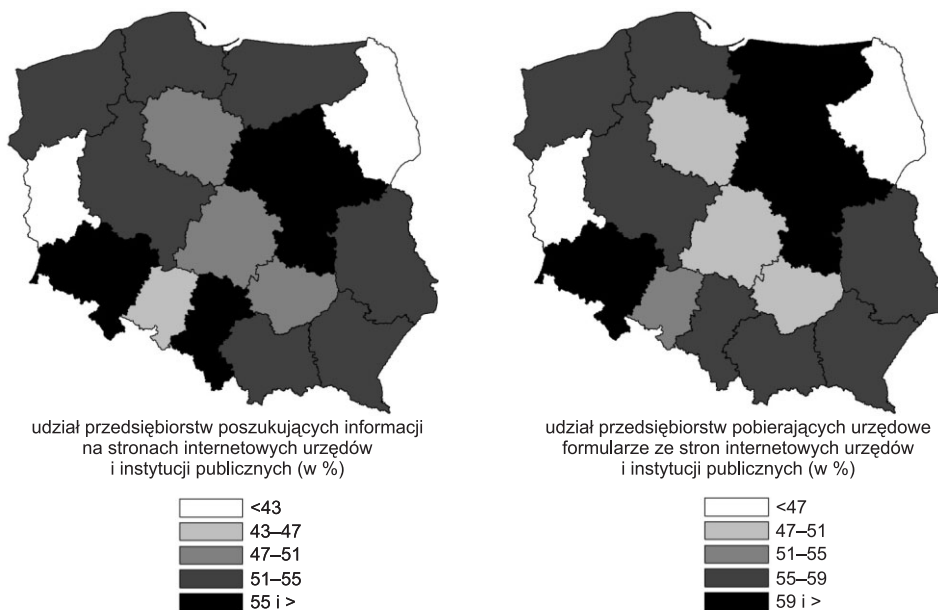 udział przedsiębiorstw poszukujących informacji
na stronach internetowych urzędów
i instytucji publicznych (w %)
<43
43–47
47–51
51–55
55 i >
udział przedsiębiorstw pobierających urzędowe
formularze ze stron internetowych urzędów
i instytucji publicznych (w %)
<47
47–51
51–55
55–59
59 i >